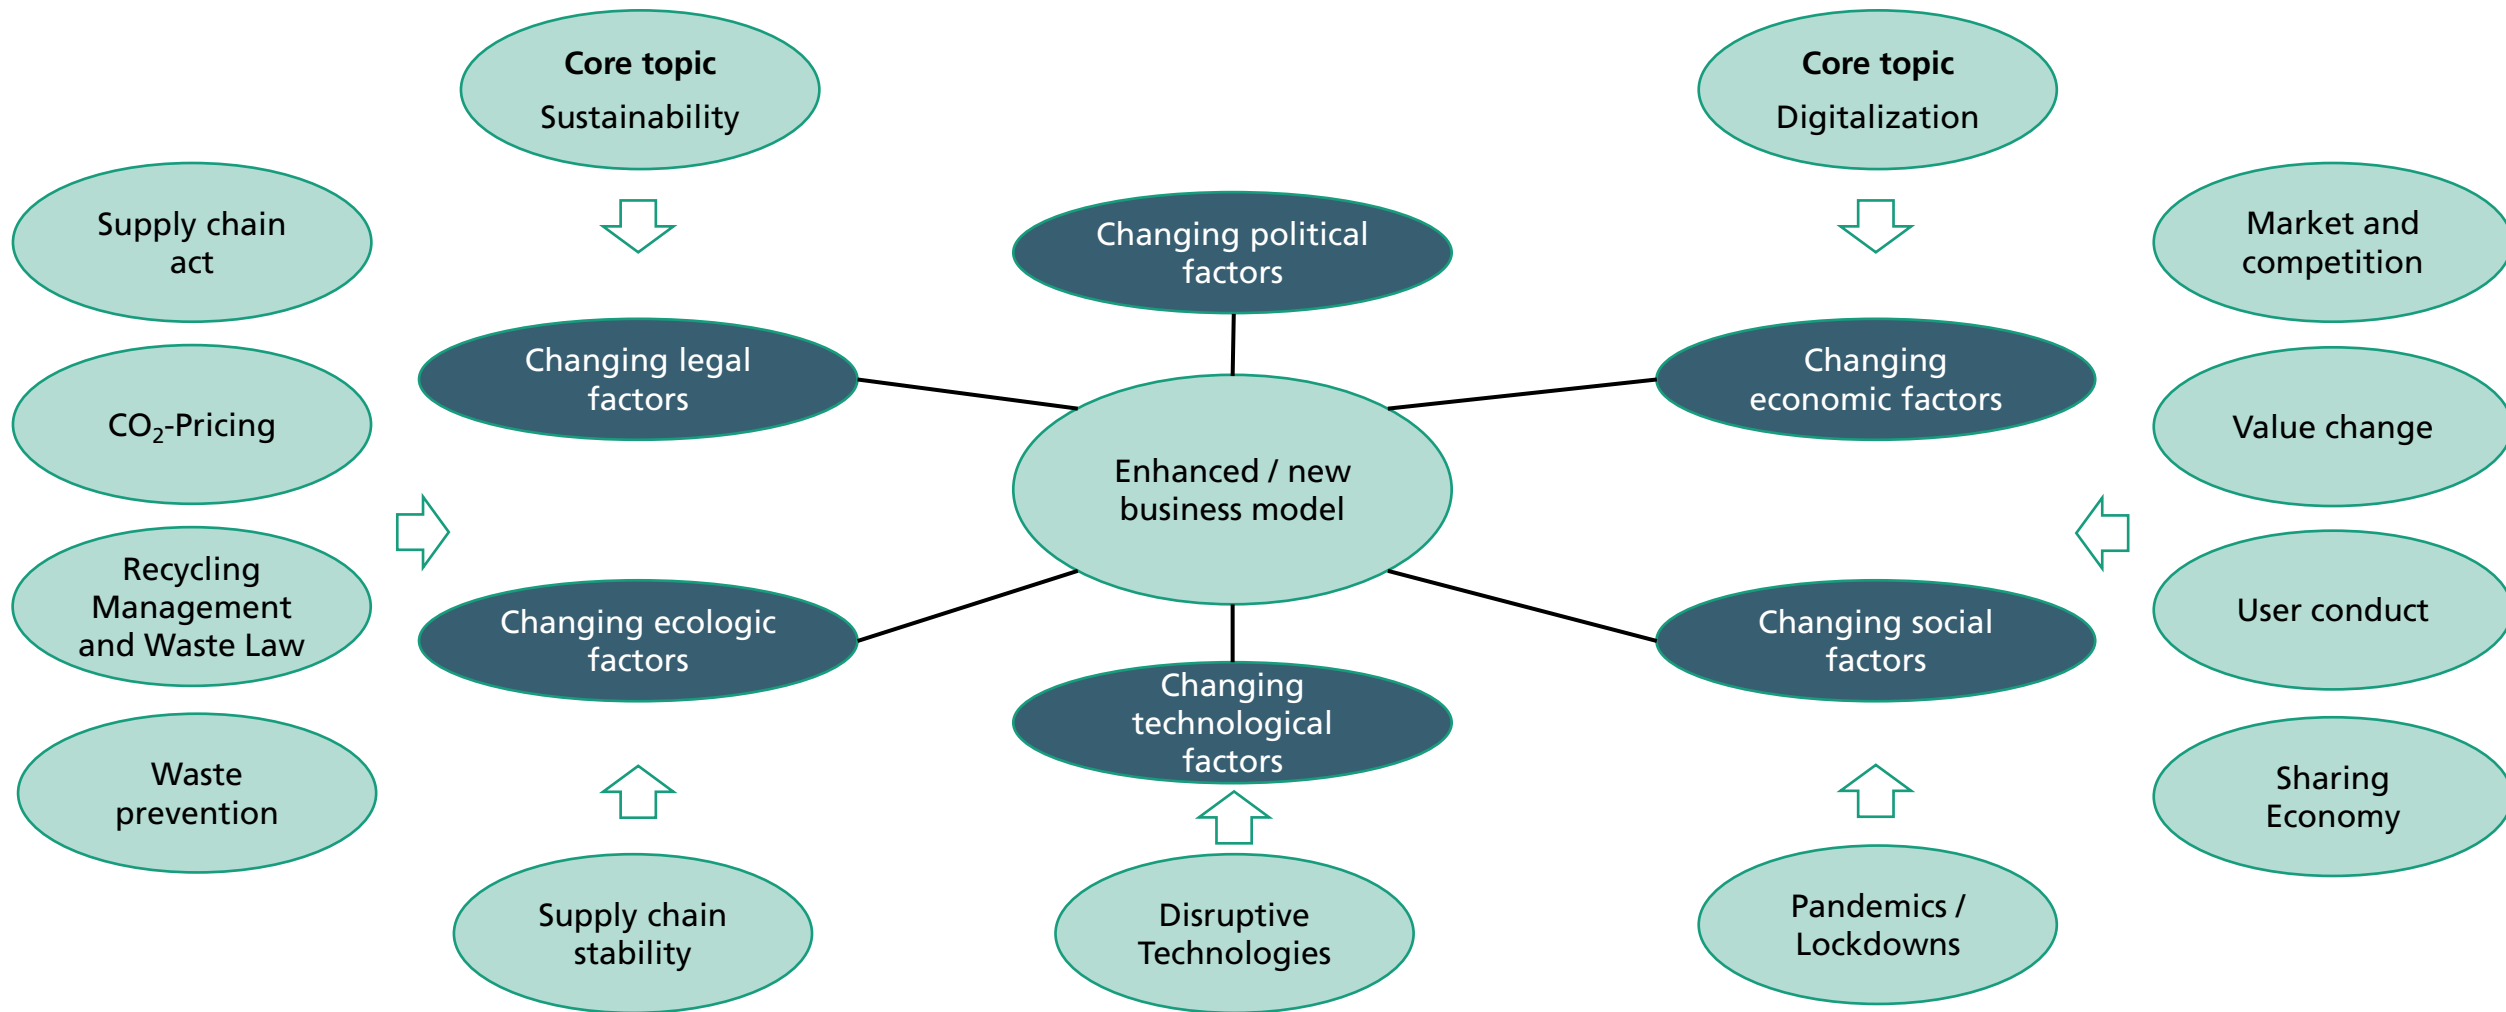 Core topic
Sustainability
Core topic
Digitalization
Supply chain
act
Changing political
factors
Market and
competition
Changing legal
factors
Changing
economic factors
CO₂-Pricing
Enhanced / new
business model
Value change
Recycling
Management
and Waste Law
Changing ecologic
factors
Changing social
factors
User conduct
Changing
technological
factors
Waste
prevention
Sharing
Economy
Supply chain
stability
Disruptive
Technologies
Pandemics /
Lockdowns